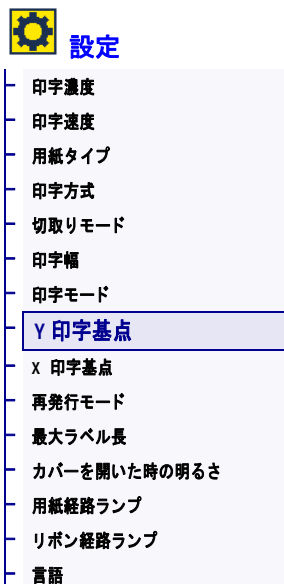 設定
印字濃度
印字速度
用紙タイプ
印字方式
切取りモード
印字幅
印字モード
Y 印字基点
X 印字基点
再発行モード
最大ラベル長
カバーを開いた時の明るさ
用紙経路ランプ
リボン経路ランプ
言語